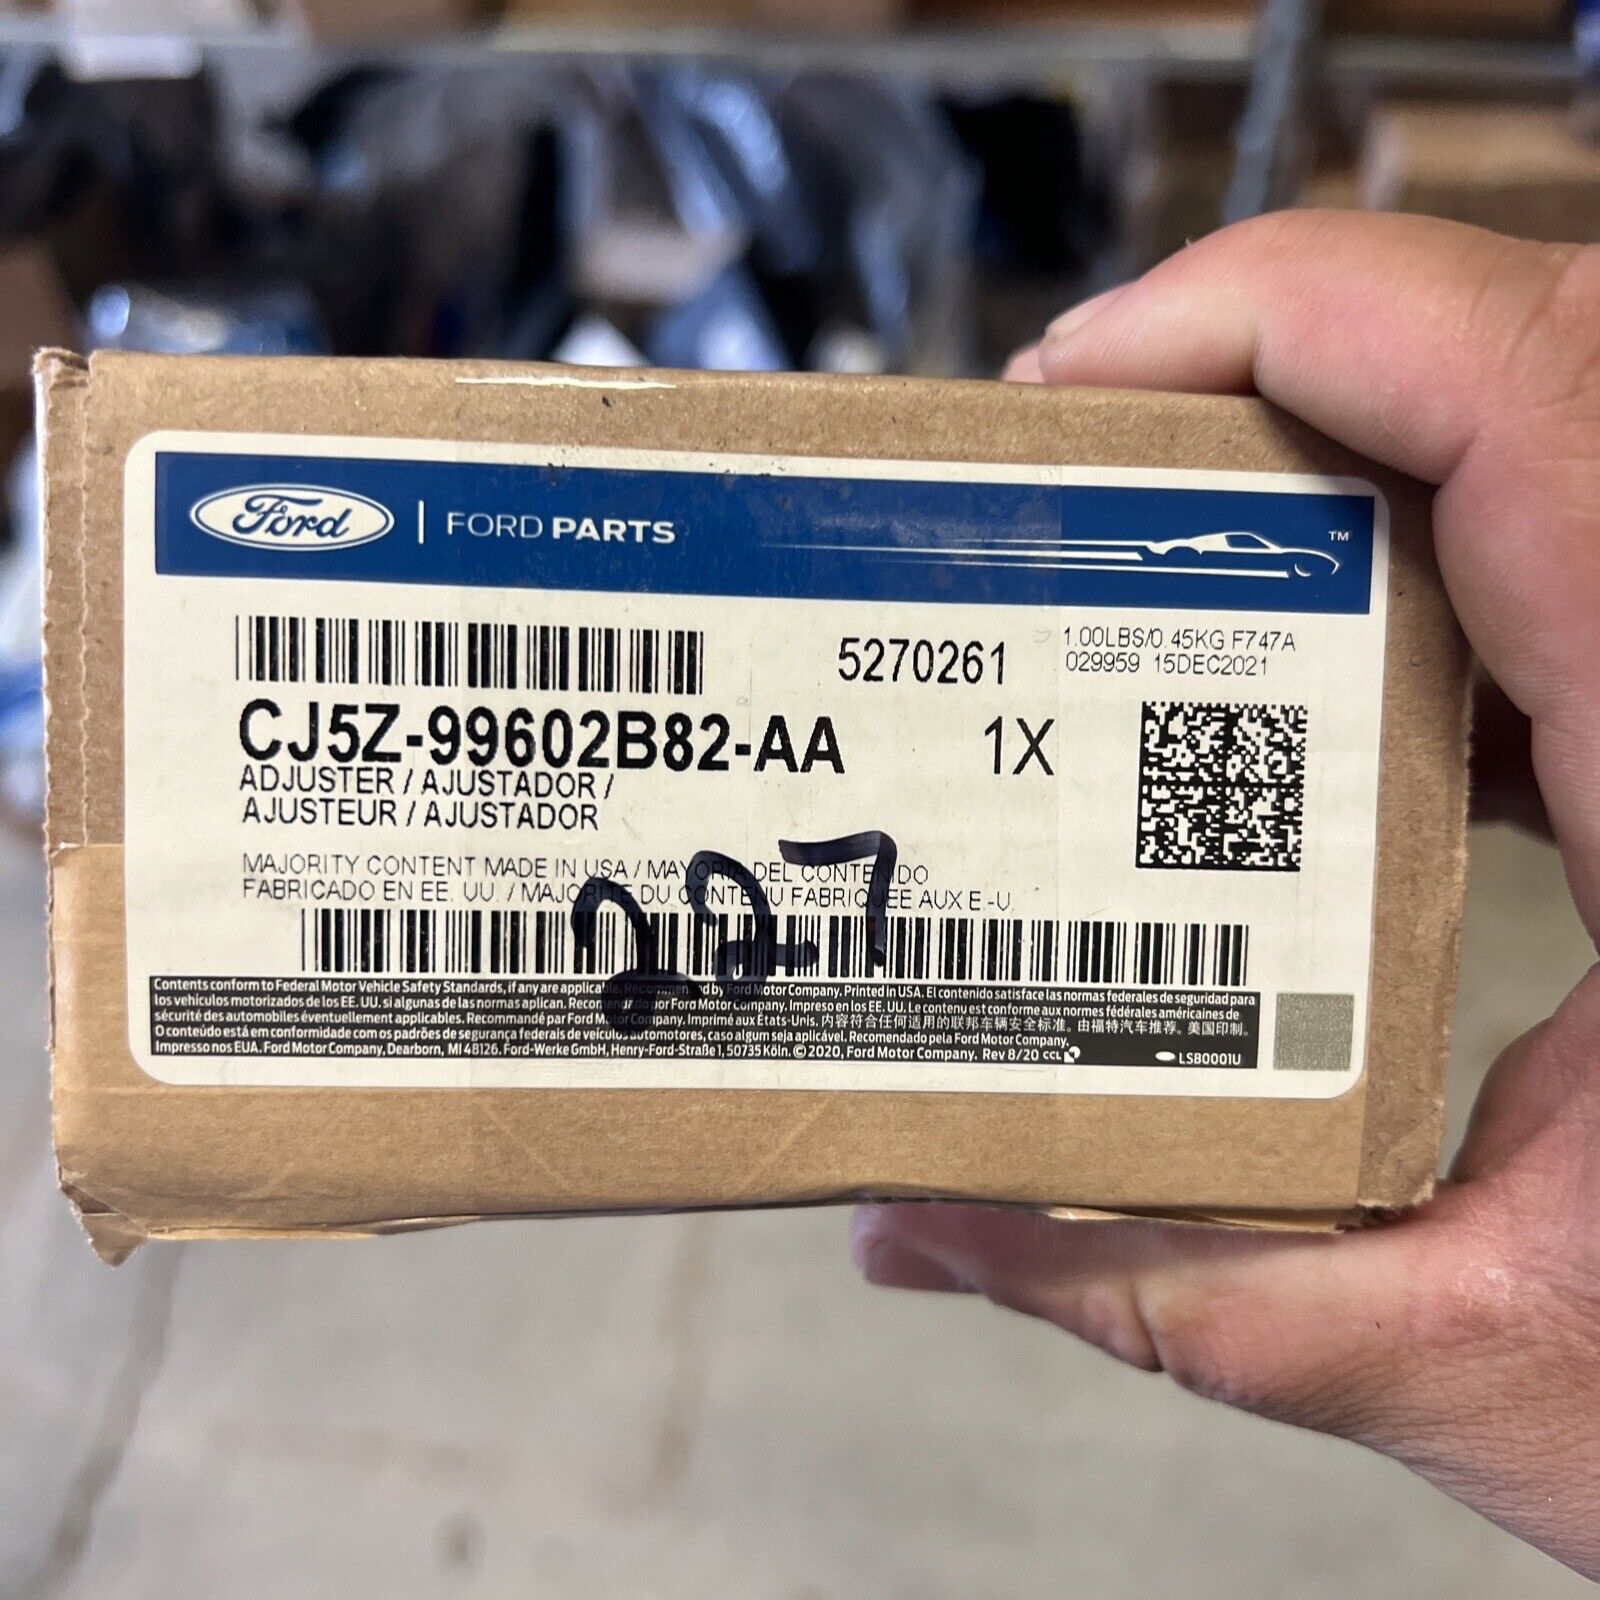 Ford | FORD PARTS TM
5270261
1.00LBS/0.45KG F747A
029959 15DEC2021
CJ5Z-99602B82-AA 1X
ADJUSTER / AJUSTADOR /
AJUSTEUR / AJUSTADOR
MAJORITY CONTENT MADE IN USA / MAYORIA DEL CONTENIDO
FABRICADO EN EE. UU. / MAJORITE DU CONTENU FABRIQUEE AUX E.-U.
Contents conform to Federal Motor Vehicle Safety Standards, if any are applicable. Recommended by Ford Motor Company. Printed in USA. El contenido satisface las normas federales de seguridad para
los vehículos motorizados de los EE. UU. si algunas de las normas aplican. Recomendado por Ford Motor Company. Impreso en los EE. UU. Le contenu est conforme aux normes fédérales américaines de
sécurité des automobiles éventuellement applicables. Recommandé par Ford Motor Company. Imprimé aux États-Unis. 内容符合任何适用的联邦车辆安全标准。由福特汽车推荐。美国印制。
O conteúdo está em conformidade com os padrões de segurança federais de veículos automotores, caso algum seja aplicável. Recomendado pela Ford Motor Company.
Impresso nos EUA. Ford Motor Company, Dearborn, MI 48126. Ford-Werke GmbH, Henry-Ford-Straße 1, 50735 Köln. © 2020, Ford Motor Company. Rev 8/20 CCL LSB0001U